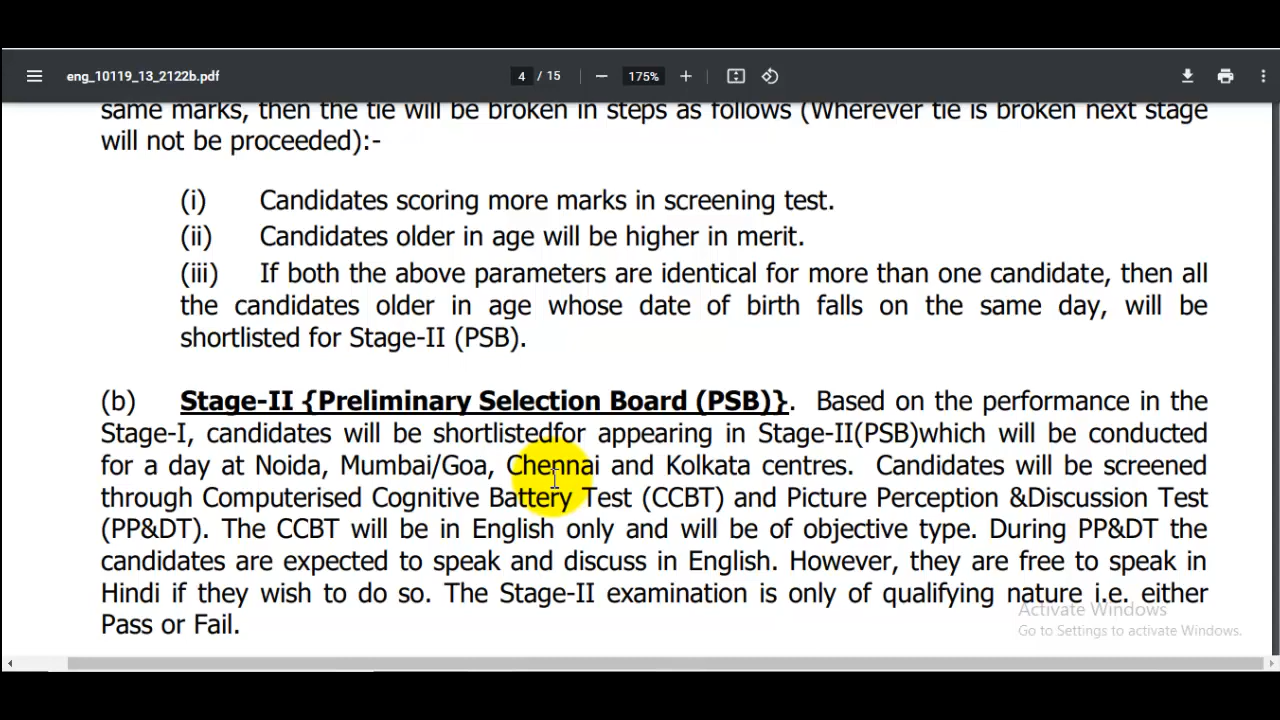 eng_10119_13_2122b.pdf 4 / 15 175%
same marks, then the tie will be broken in steps as follows (Wherever tie is broken next stage
will not be proceeded):-
(i) Candidates scoring more marks in screening test.
(ii) Candidates older in age will be higher in merit.
(iii) If both the above parameters are identical for more than one candidate, then all
the candidates older in age whose date of birth falls on the same day, will be
shortlisted for Stage-II (PSB).
(b) Stage-II {Preliminary Selection Board (PSB)}. Based on the performance in the
Stage-I, candidates will be shortlistedfor appearing in Stage-II(PSB)which will be conducted
for a day at Noida, Mumbai/Goa, Chennai and Kolkata centres. Candidates will be screened
through Computerised Cognitive Battery Test (CCBT) and Picture Perception &Discussion Test
(PP&DT). The CCBT will be in English only and will be of objective type. During PP&DT the
candidates are expected to speak and discuss in English. However, they are free to speak in
Hindi if they wish to do so. The Stage-II examination is only of qualifying nature i.e. either
Pass or Fail.
Activate Windows
Go to Settings to activate Windows.